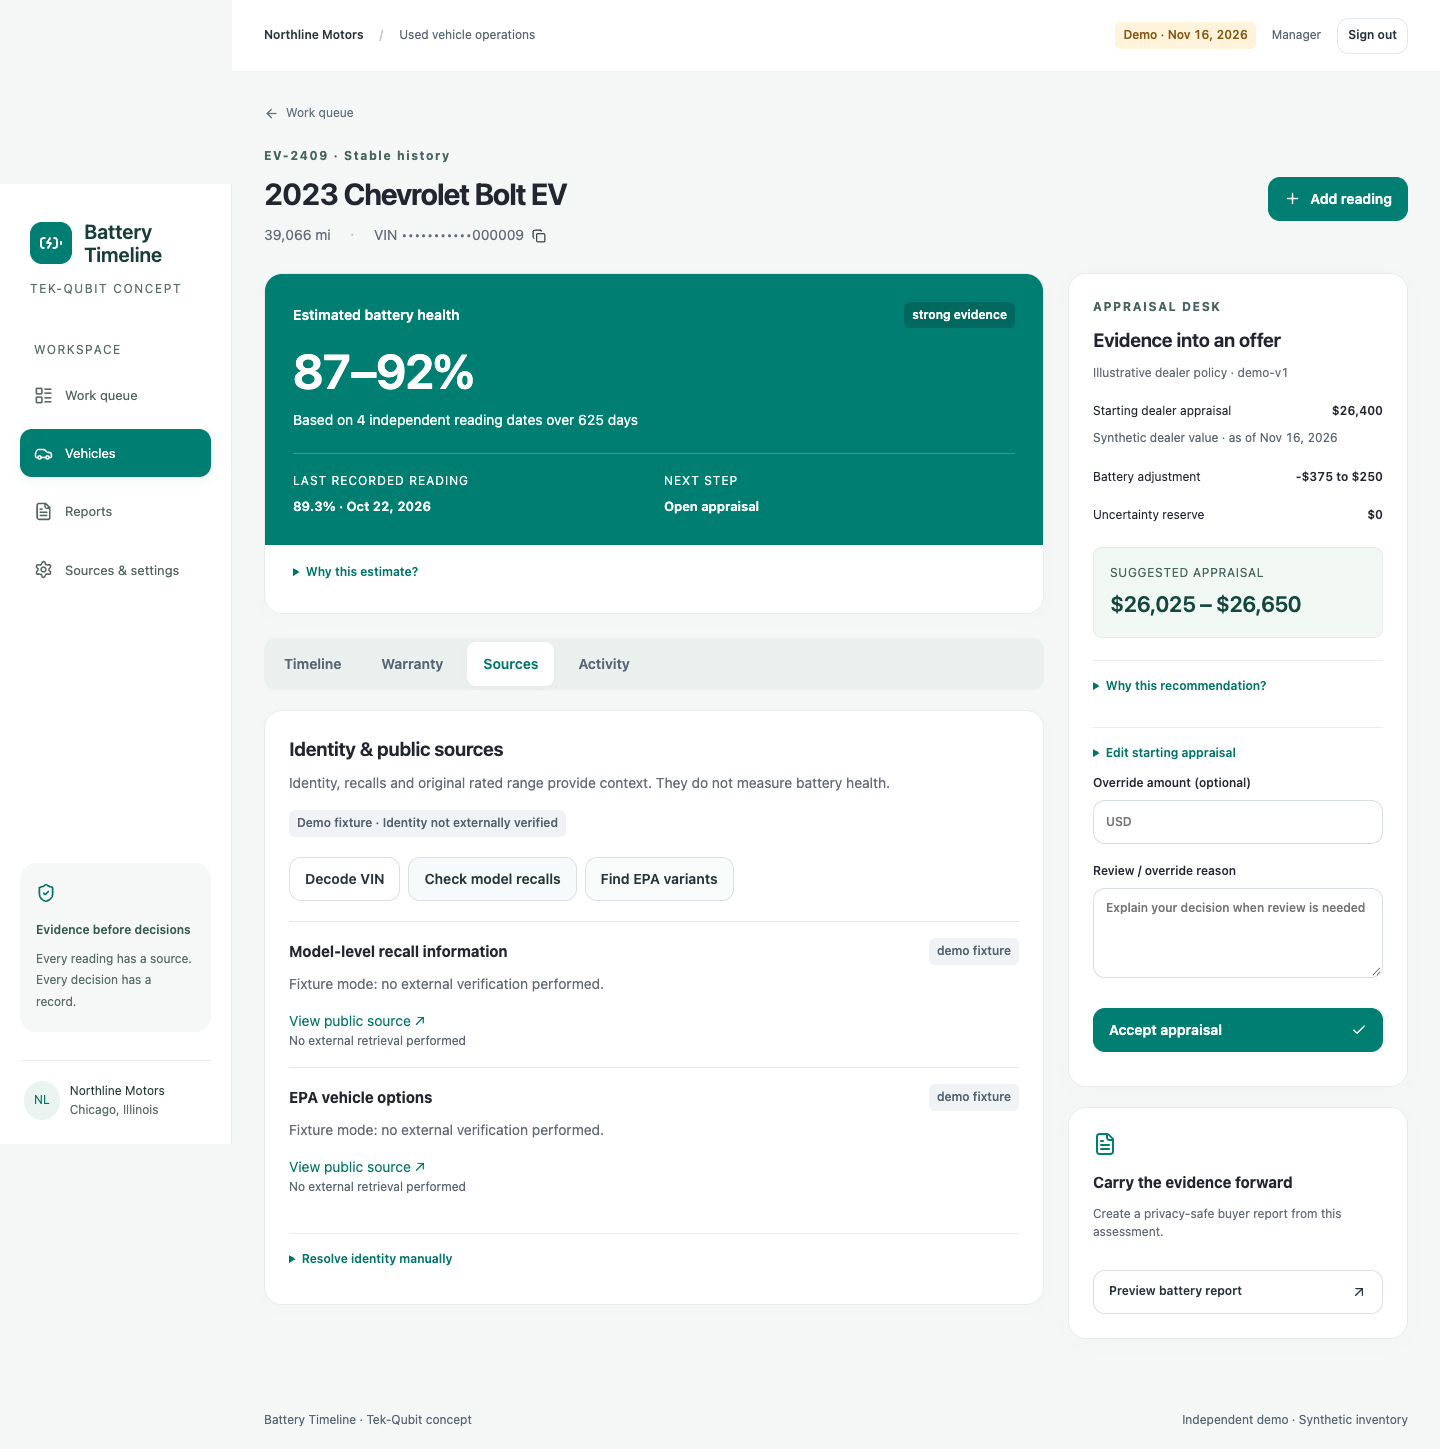 Northline Motors / Used vehicle operations
Demo · Nov 16, 2026
Manager
Sign out
Battery
Timeline
TEK-QUBIT CONCEPT
WORKSPACE
Work queue
Vehicles
Reports
Sources & settings
Evidence before decisions
Every reading has a source.
Every decision has a
record.
NL
Northline Motors
Chicago, Illinois
← Work queue
EV-2409 · Stable history
2023 Chevrolet Bolt EV
39,066 mi · VIN •••••••••••000009
+ Add reading
Estimated battery health
strong evidence
87–92%
Based on 4 independent reading dates over 625 days
LAST RECORDED READING
89.3% · Oct 22, 2026
NEXT STEP
Open appraisal
Why this estimate?
Timeline
Warranty
Sources
Activity
Identity & public sources
Identity, recalls and original rated range provide context. They do not measure battery health.
Demo fixture · Identity not externally verified
Decode VIN
Check model recalls
Find EPA variants
Model-level recall information
demo fixture
Fixture mode: no external verification performed.
View public source ↗
No external retrieval performed
EPA vehicle options
demo fixture
Fixture mode: no external verification performed.
View public source ↗
No external retrieval performed
Resolve identity manually
APPRAISAL DESK
Evidence into an offer
Illustrative dealer policy · demo-v1
Starting dealer appraisal $26,400
Synthetic dealer value · as of Nov 16, 2026
Battery adjustment -$375 to $250
Uncertainty reserve $0
SUGGESTED APPRAISAL
$26,025 – $26,650
Why this recommendation?
Edit starting appraisal
Override amount (optional)
USD
Review / override reason
Explain your decision when review is needed
Accept appraisal
Carry the evidence forward
Create a privacy-safe buyer report from this
assessment.
Preview battery report
Battery Timeline · Tek-Qubit concept
Independent demo · Synthetic inventory